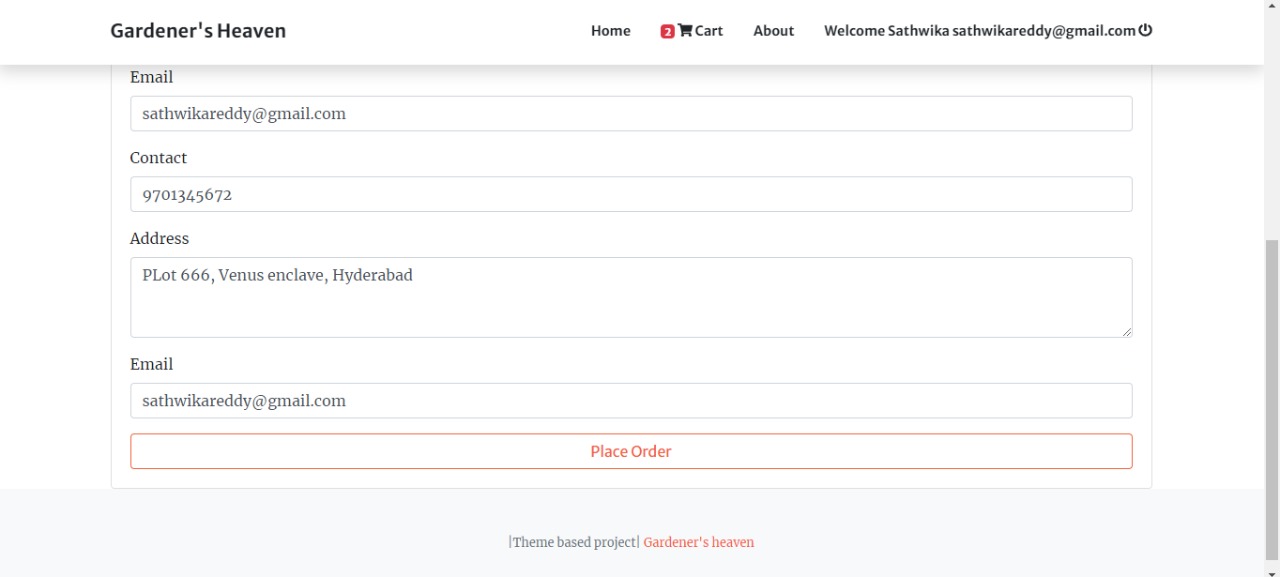 Gardener's Heaven Home 2 Cart About Welcome Sathwika sathwikareddy@gmail.com
Email
sathwikareddy@gmail.com
Contact
9701345672
Address
PLot 666, Venus enclave, Hyderabad
Email
sathwikareddy@gmail.com
Place Order
|Theme based project| Gardener's heaven